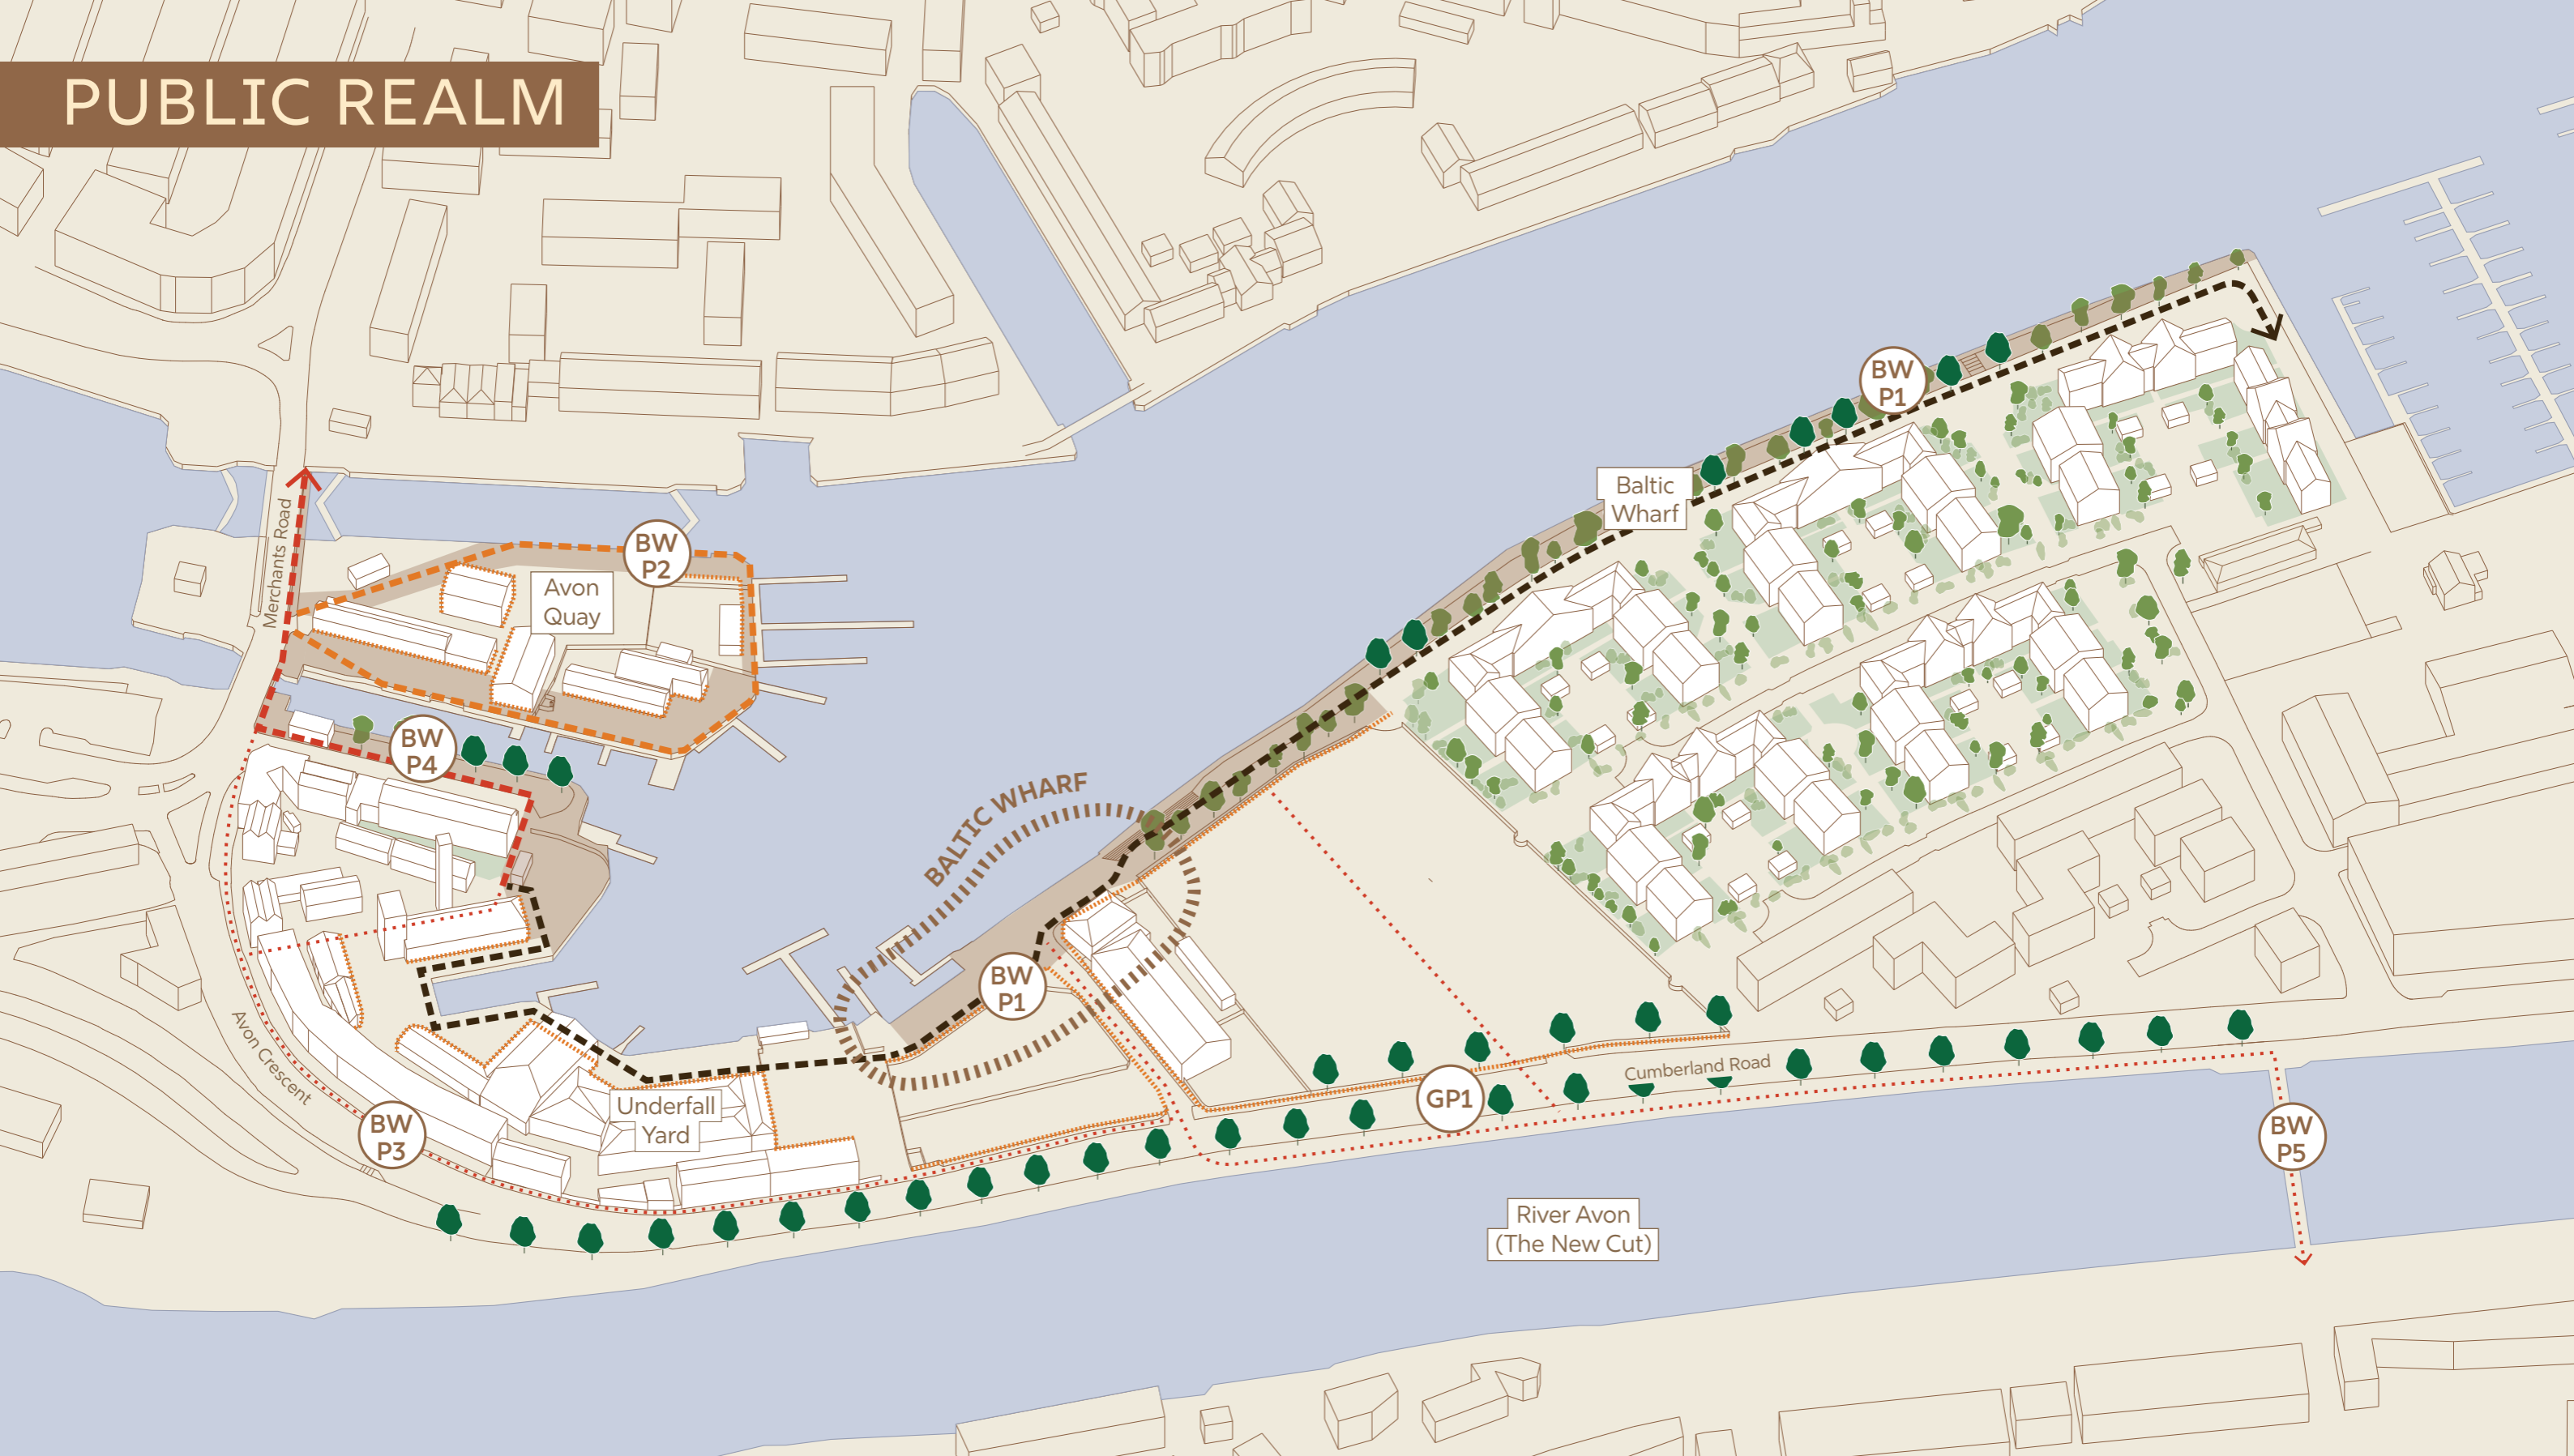 PUBLIC REALM
BW
P1
Baltic
Wharf
Merchants Road
BW
P2
Avon
Quay
BW
P4
BALTIC WHARF
BW
P1
Avon Crescent
Underfall
Yard
BW
P3
Cumberland Road
GP1
BW
P5
River Avon
(The New Cut)